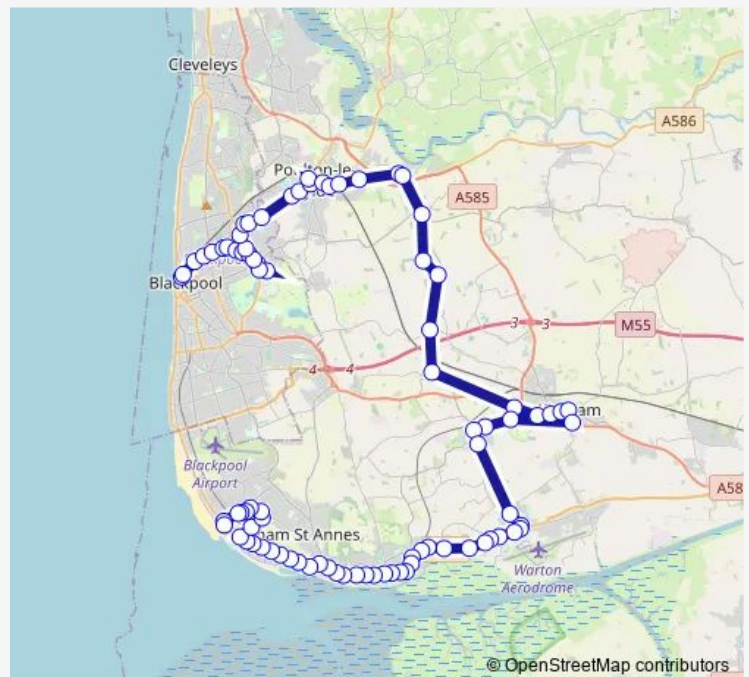 Cleveleys
A586
A585
Blackpool
3
3
M55
4
4
Blackpool
Airport
A58
Warton
Aerodrome
© OpenStreetMap contributors